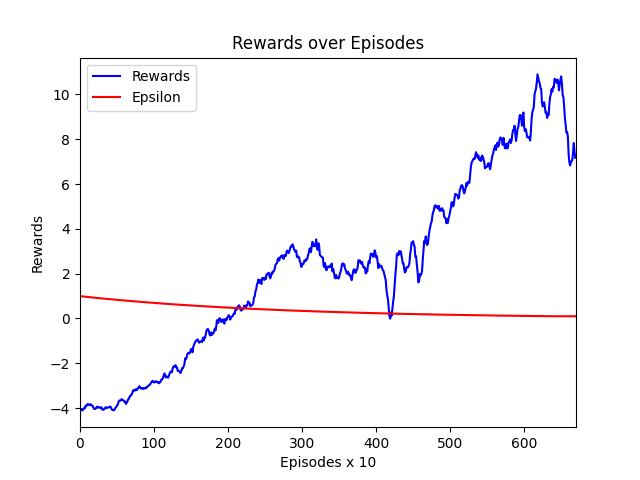 Rewards over Episodes
Rewards
Epsilon
10
8
6
4
2
0
−2
−4
Rewards
0 100 200 300 400 500 600
Episodes x 10